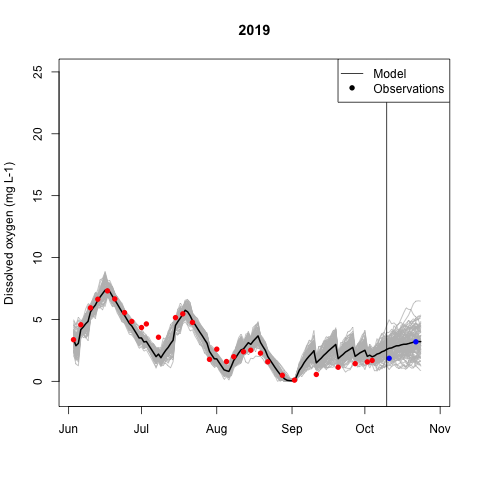 2019
Model
Observations
Dissolved oxygen (mg L-1)
25
20
15
10
5
0
Jun Jul Aug Sep Oct Nov